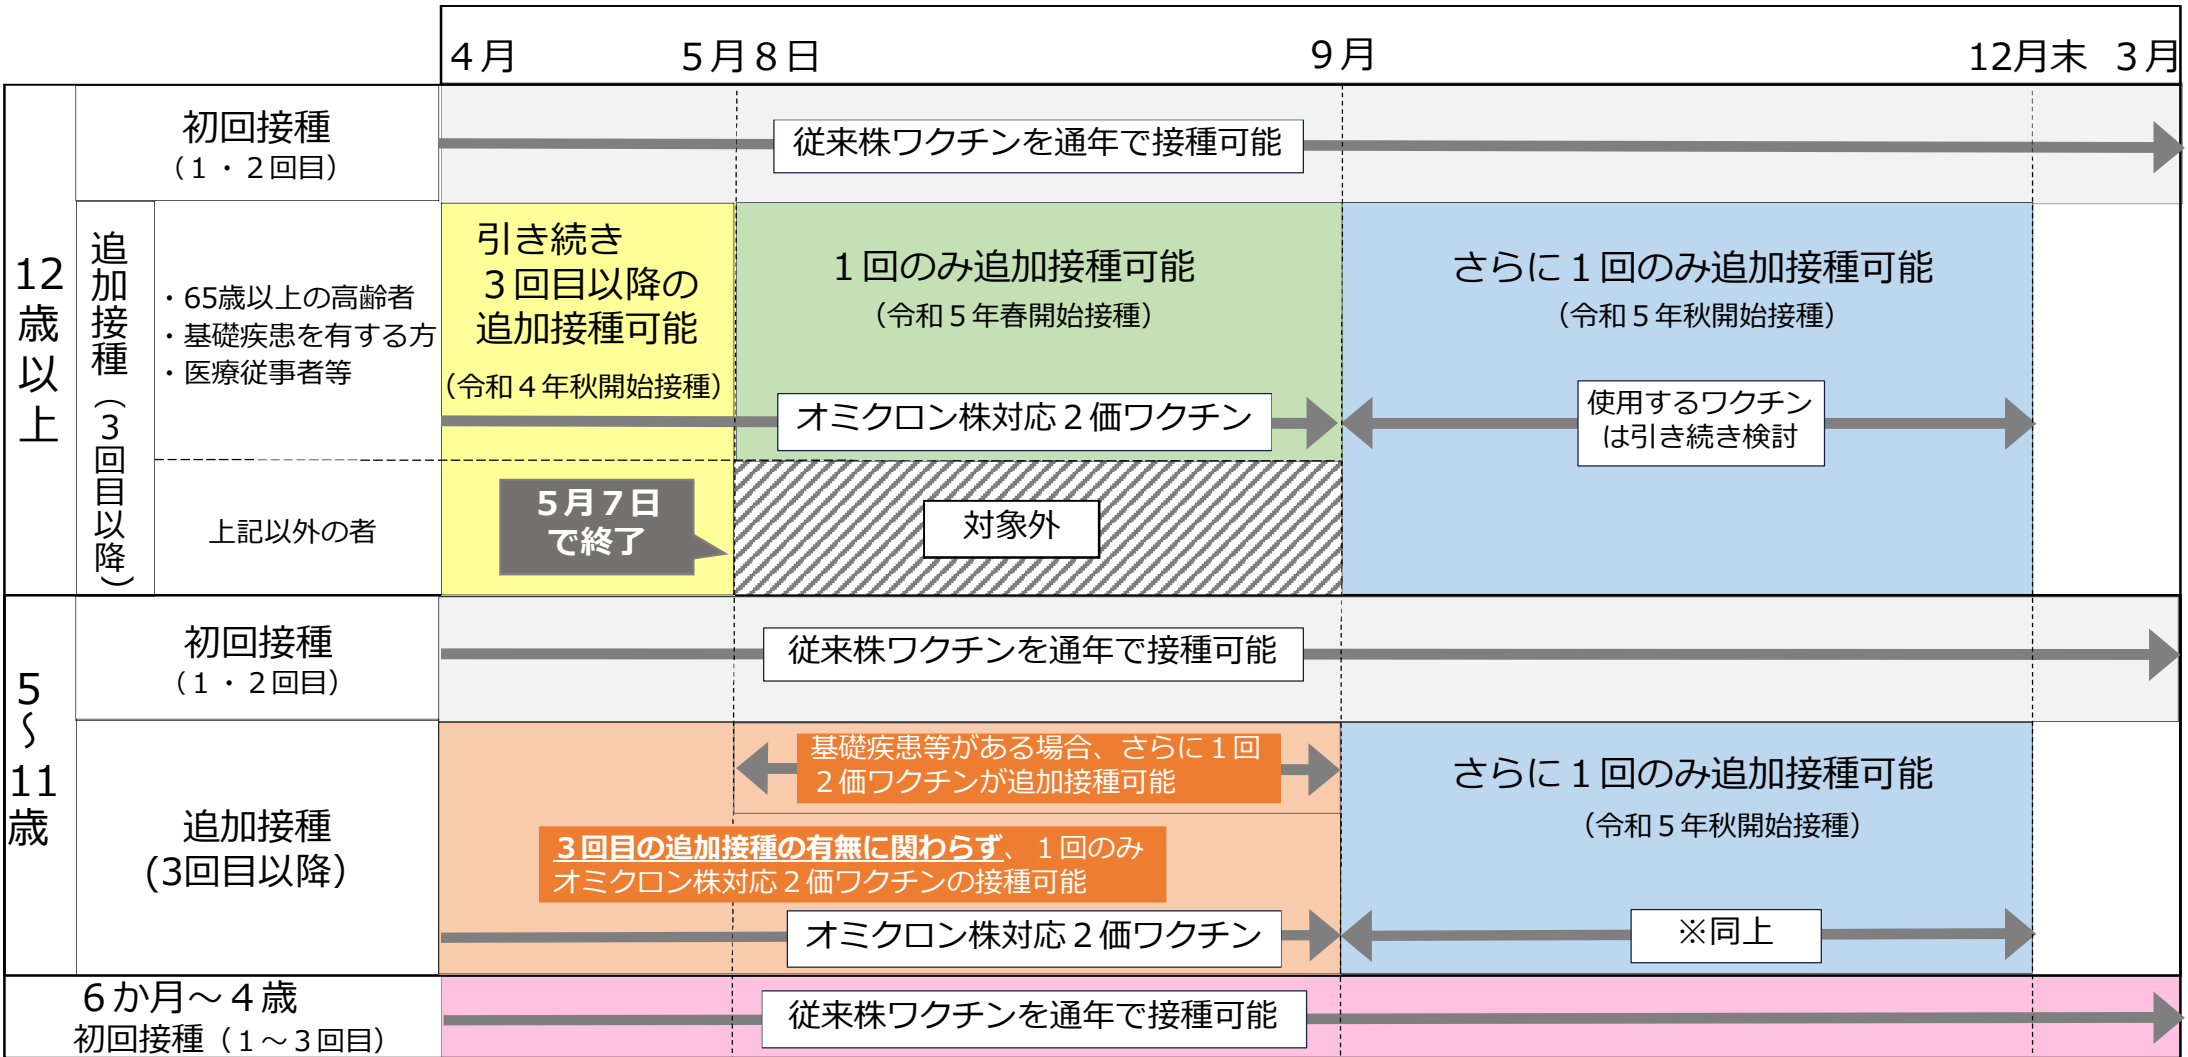 4月
5月8日
9月
12月末
3月
12歳以上
初回接種
（1・2回目）
従来株ワクチンを通年で接種可能
追加接種（3回目以降）
・65歳以上の高齢者
・基礎疾患を有する方
・医療従事者等
引き続き
3回目以降の
追加接種可能
（令和4年秋開始接種）
1回のみ追加接種可能
（令和5年春開始接種）
オミクロン株対応2価ワクチン
さらに1回のみ追加接種可能
（令和5年秋開始接種）
使用するワクチン
は引き続き検討
上記以外の者
5月7日
で終了
対象外
5〜11歳
初回接種
（1・2回目）
従来株ワクチンを通年で接種可能
追加接種
(3回目以降）
基礎疾患等がある場合、さらに1回
2価ワクチンが追加接種可能
3回目の追加接種の有無に関わらず、1回のみ
オミクロン株対応2価ワクチンの接種可能
オミクロン株対応2価ワクチン
さらに1回のみ追加接種可能
（令和5年秋開始接種）
※同上
6か月～4歳
初回接種（1～3回目）
従来株ワクチンを通年で接種可能